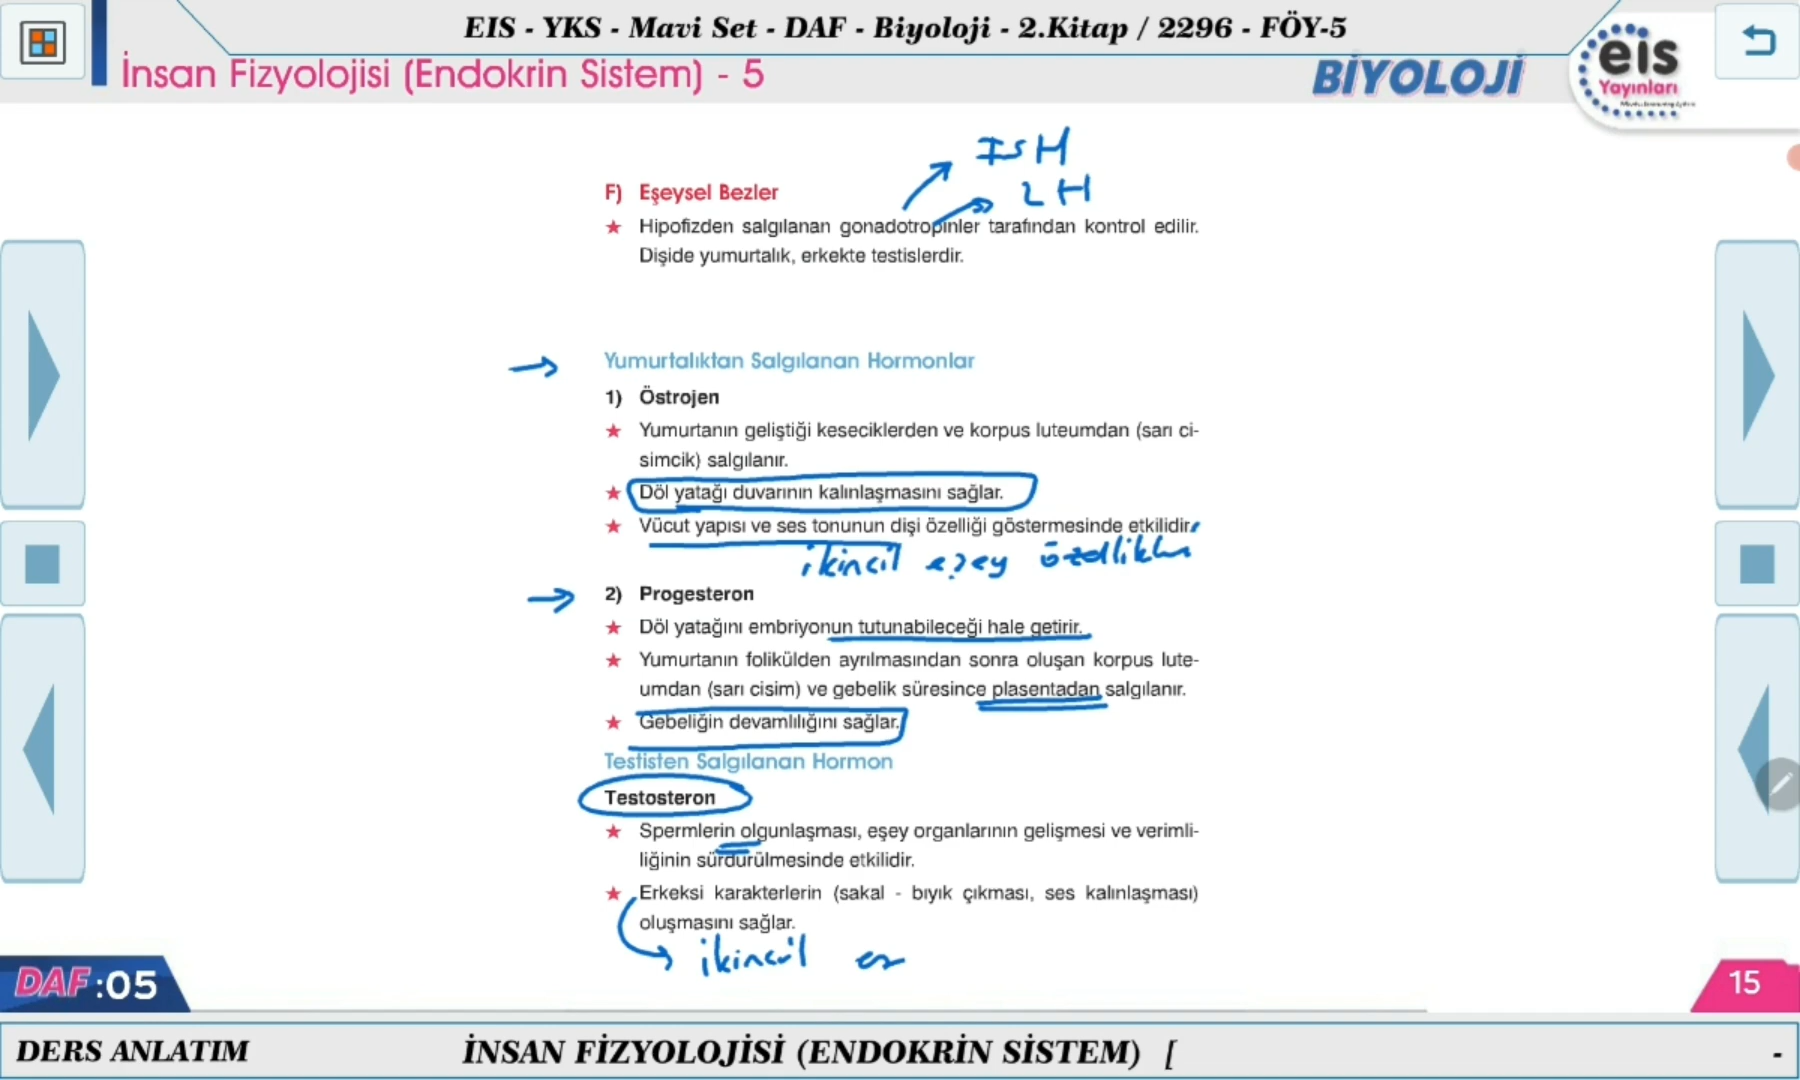 EIS - YKS - Mavi Set - DAF - Biyoloji - 2.Kitap / 2296 - FÖY-5
İnsan Fizyolojisi (Endokrin Sistem) - 5
BİYOLOJİ
eis
Yayınları
FSH
LH
F) Eşeysel Bezler
★ Hipofizden salgılanan gonadotropinler tarafından kontrol edilir.
Dişide yumurtalık, erkekte testislerdir.
Yumurtalıktan Salgılanan Hormonlar
1) Östrojen
★ Yumurtanın geliştiği keseciklerden ve korpus luteumdan (sarı ci-
simcik) salgılanır.
★ Döl yatağı duvarının kalınlaşmasını sağlar.
★ Vücut yapısı ve ses tonunun dişi özelliği göstermesinde etkilidir.
ikincil eşey
2) Progesteron
★ Döl yatağını embriyonun tutunabileceği hale getirir.
★ Yumurtanın folikülden ayrılmasından sonra oluşan korpus lute-
umdan (sarı cisim) ve gebelik süresince plasentadan salgılanır.
★ Gebeliğin devamlılığını sağlar.
Testisten Salgılanan Hormon
Testosteron
★ Spermlerin olgunlaşması, eşey organlarının gelişmesi ve verimli-
liğinin sürdürülmesinde etkilidir.
★ Erkeksi karakterlerin (sakal - bıyık çıkması, ses kalınlaşması)
oluşmasını sağlar.
ikincil eş
DAF :05
15
DERS ANLATIM
İNSAN FİZYOLOJİSİ (ENDOKRİN SİSTEM) [
-